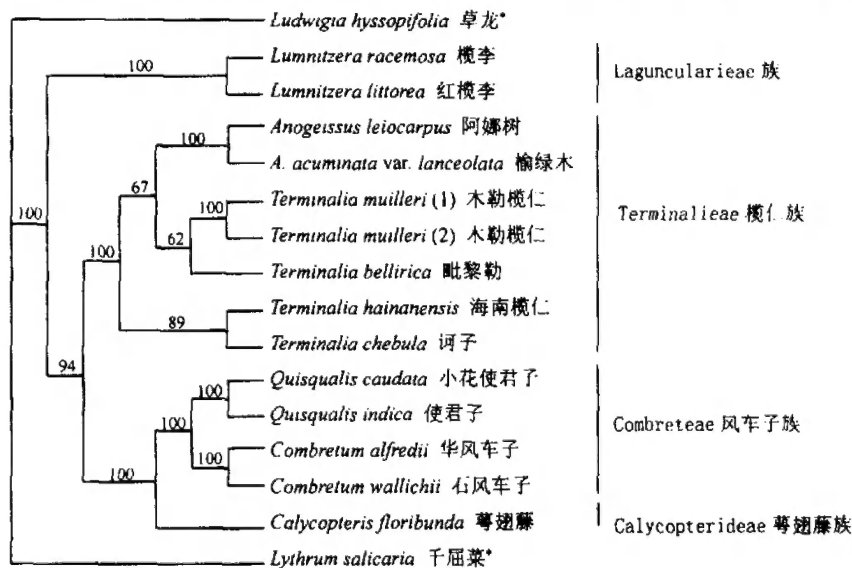 Ludwigia hyssopifolia 草龙*
100
Lumnitzera racemosa 榄李
Lumnitzera littorea 红榄李
Laguncularieae 族
Anogeissus leiocarpus 阿娜树
100
A. acuminata var. lanceolata 榆绿木
67
Terminalia muilleri (1) 木勒榄仁
100
Terminalia muilleri (2) 木勒榄仁
Terminalieae 榄仁族
100
62
100
Terminalia bellirica 毗黎勒
Terminalia hainanensis 海南榄仁
89
Terminalia chebula 诃子
94
Quisqualis caudata 小花使君子
100
Quisqualis indica 使君子
100
Combreteae 风车子族
Combretum alfredii 华风车子
100
100
Combretum wallichii 石风车子
Calycopteris floribunda 萼翅藤
Calycopterideae 萼翅藤族
Lythrum salicaria 千屈菜*